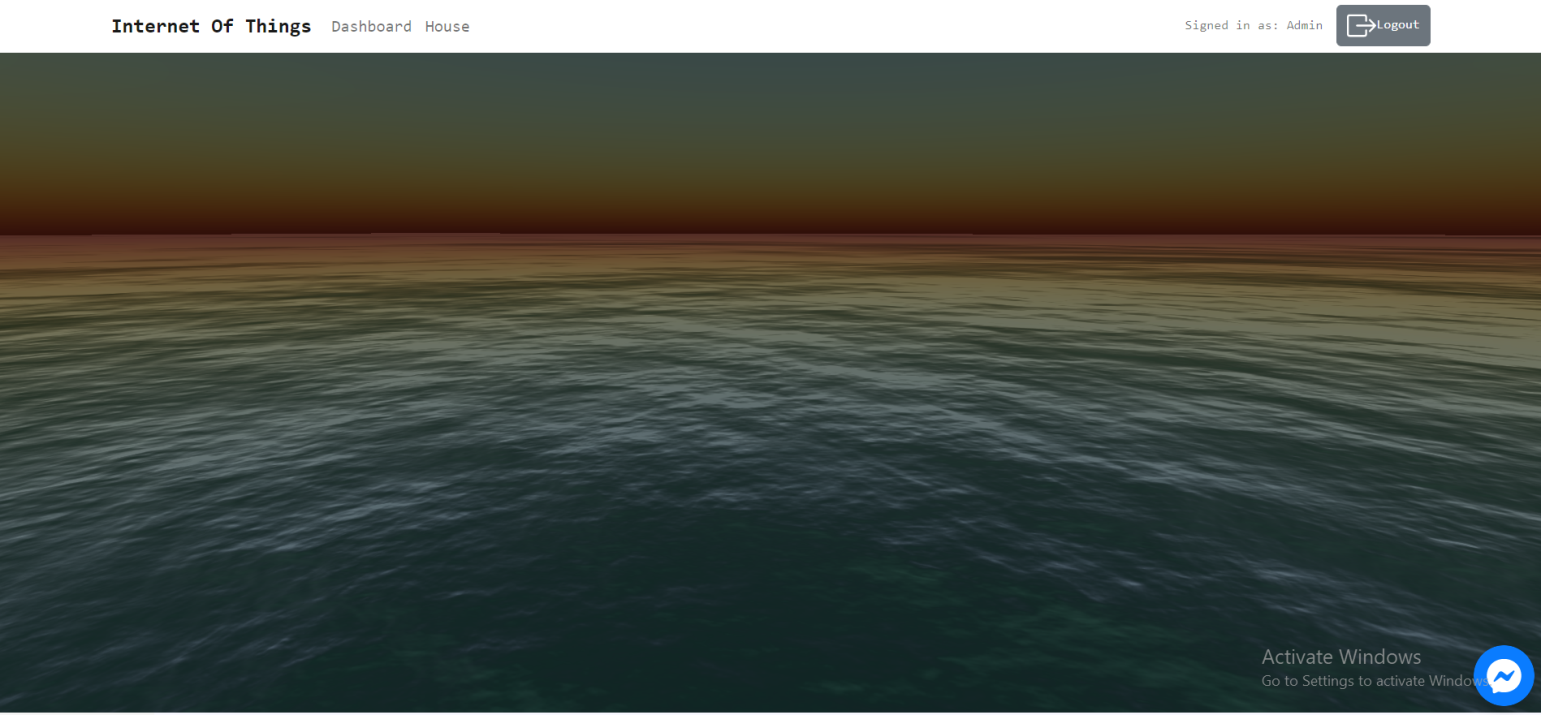 Internet Of Things Dashboard House Signed in as: Admin Logout
Activate Windows
Go to Settings to activate Windows